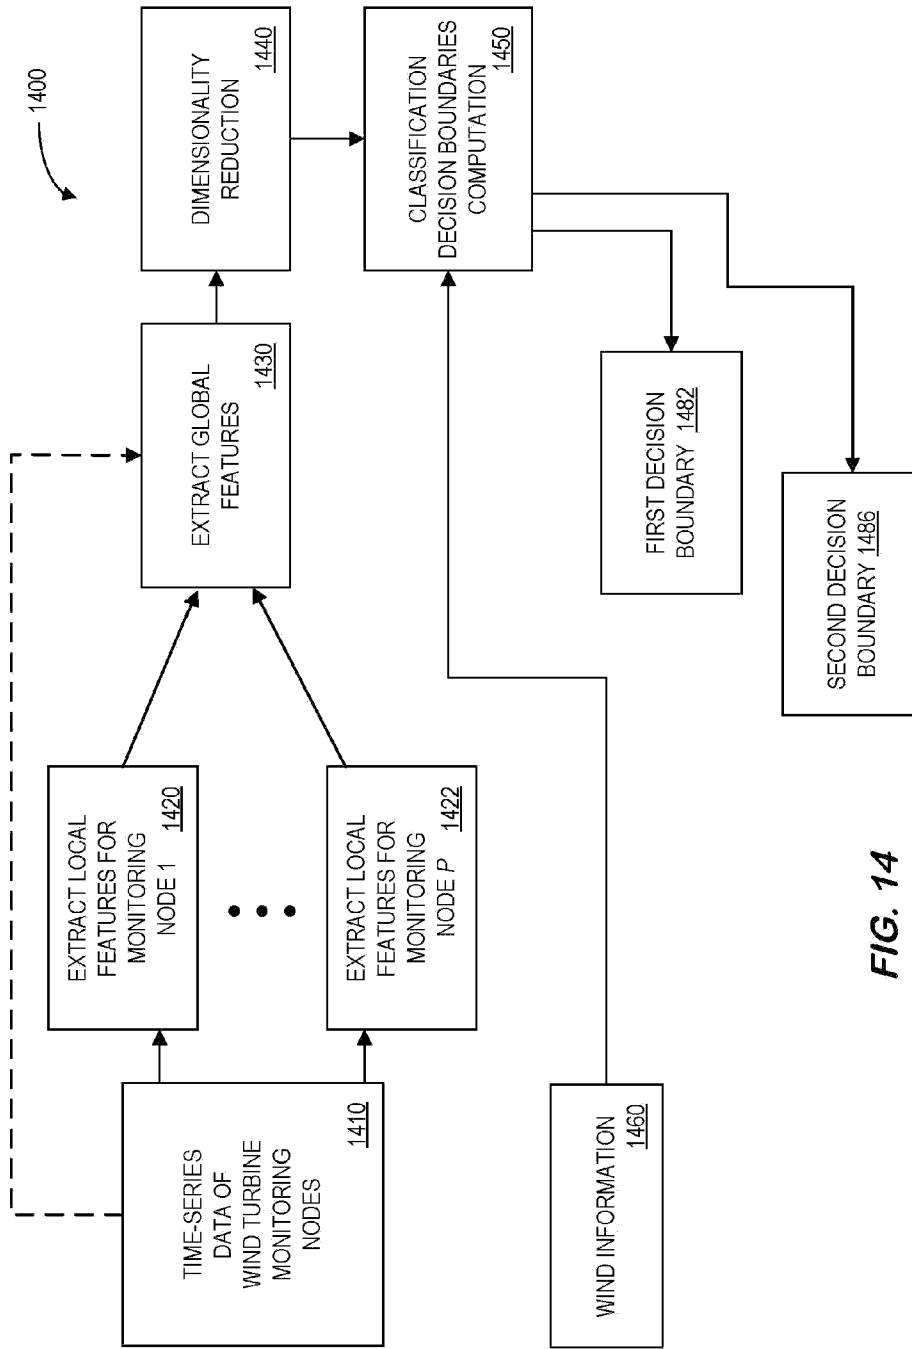 1400
TIME-SERIES
DATA OF
WIND TURBINE
MONITORING
NODES
1410
EXTRACT LOCAL
FEATURES FOR
MONITORING
NODE 1
1420
EXTRACT LOCAL
FEATURES FOR
MONITORING
NODE P
1422
EXTRACT GLOBAL
FEATURES
1430
DIMENSIONALITY
REDUCTION
1440
CLASSIFICATION
DECISION BOUNDARIES
COMPUTATION
1450
WIND INFORMATION
1460
FIRST DECISION
BOUNDARY 1482
SECOND DECISION
BOUNDARY 1486
FIG. 14